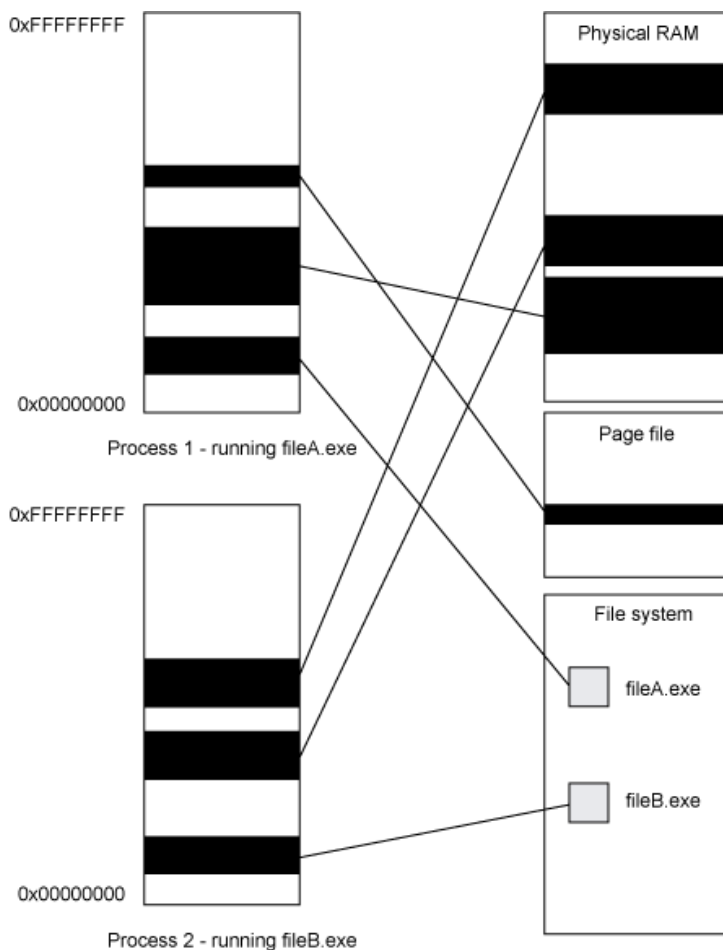 0xFFFFFFFF
0x00000000
Process 1 - running fileA.exe
0xFFFFFFFF
0x00000000
Process 2 - running fileB.exe
Physical RAM
Page file
File system
fileA.exe
fileB.exe